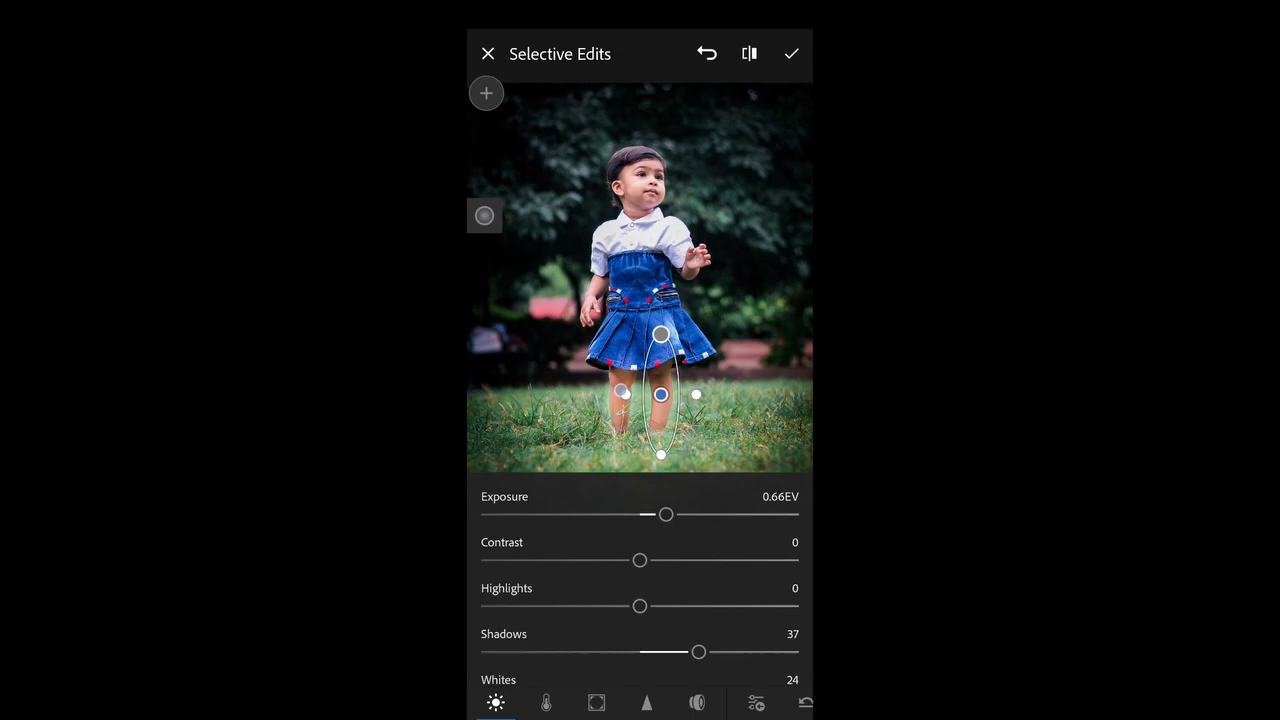 Selective Edits
Exposure 0.66EV
Contrast 0
Highlights 0
Shadows 37
Whites 24